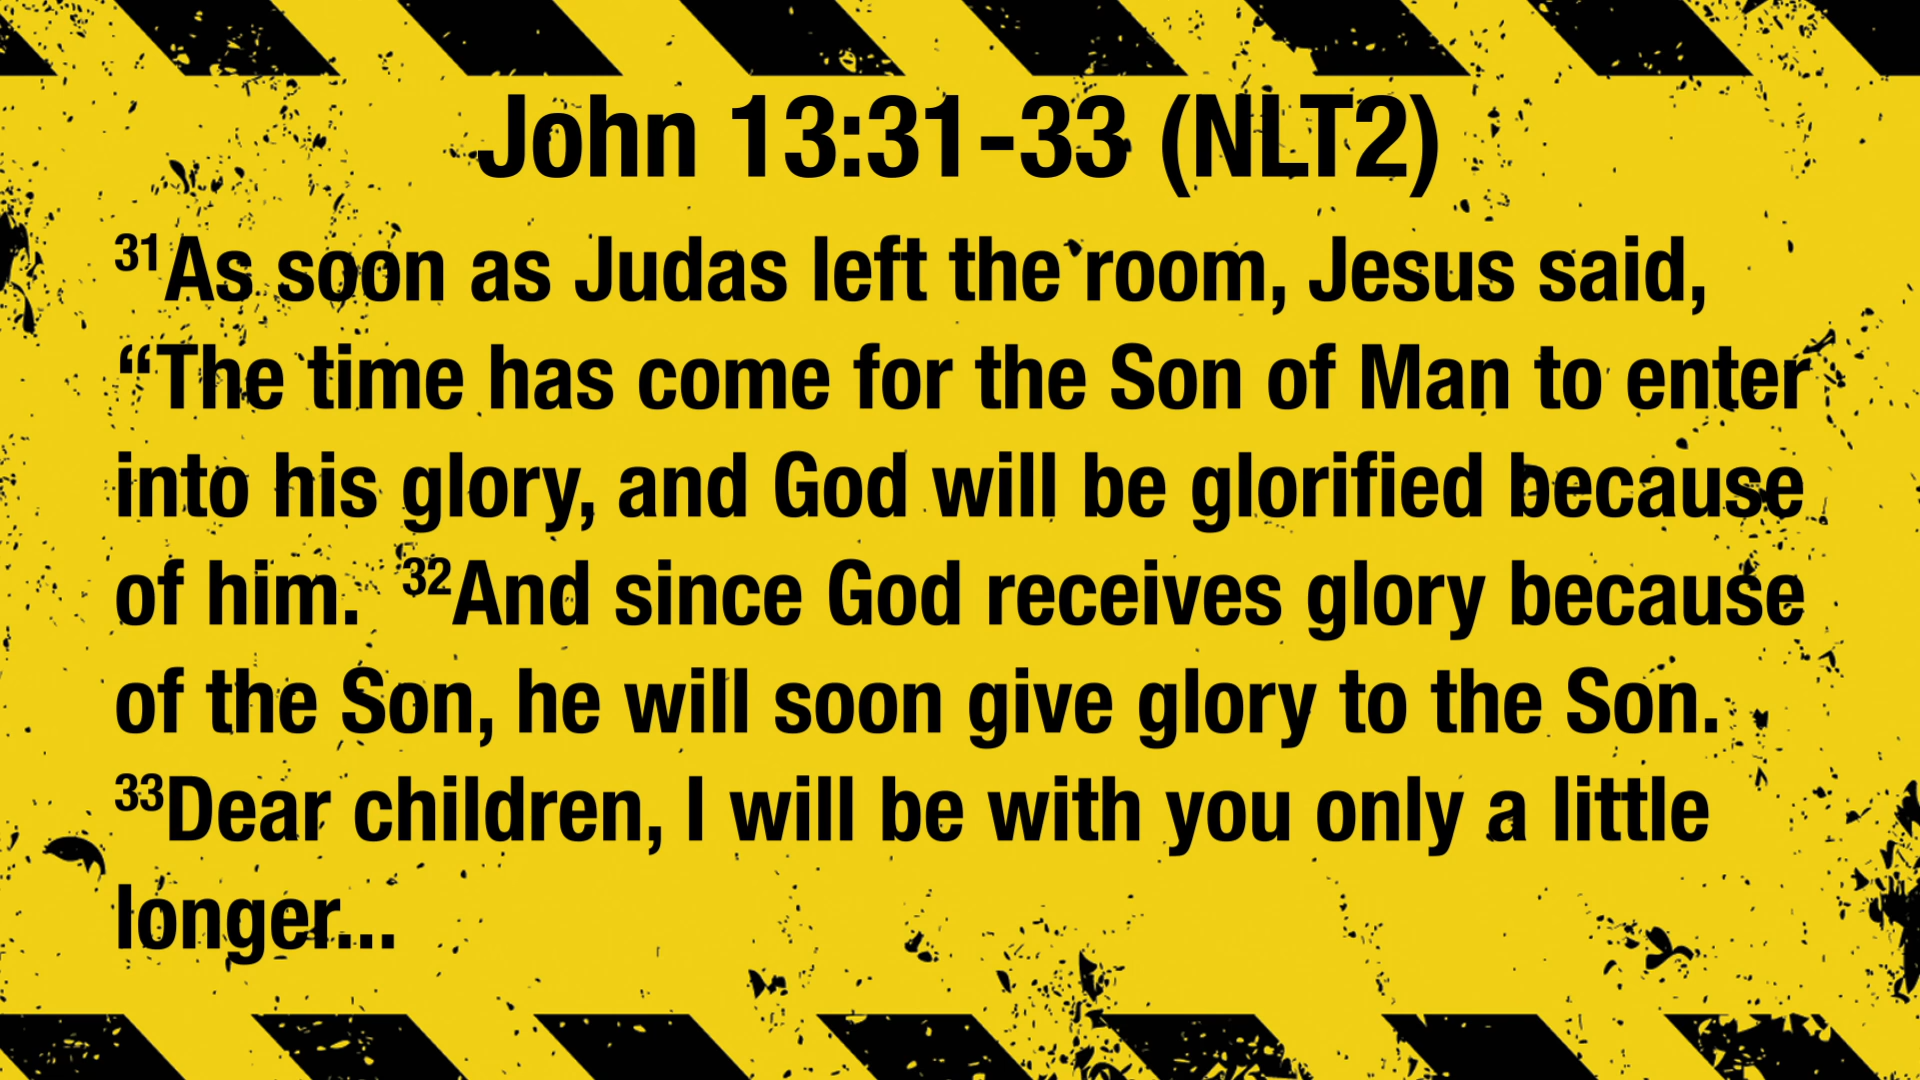 John 13:31-33 (NLT2)
31As soon as Judas left the room, Jesus said,
“The time has come for the Son of Man to enter
into his glory, and God will be glorified because
of him.  32And since God receives glory because
of the Son, he will soon give glory to the Son.
33Dear children, I will be with you only a little
longer...